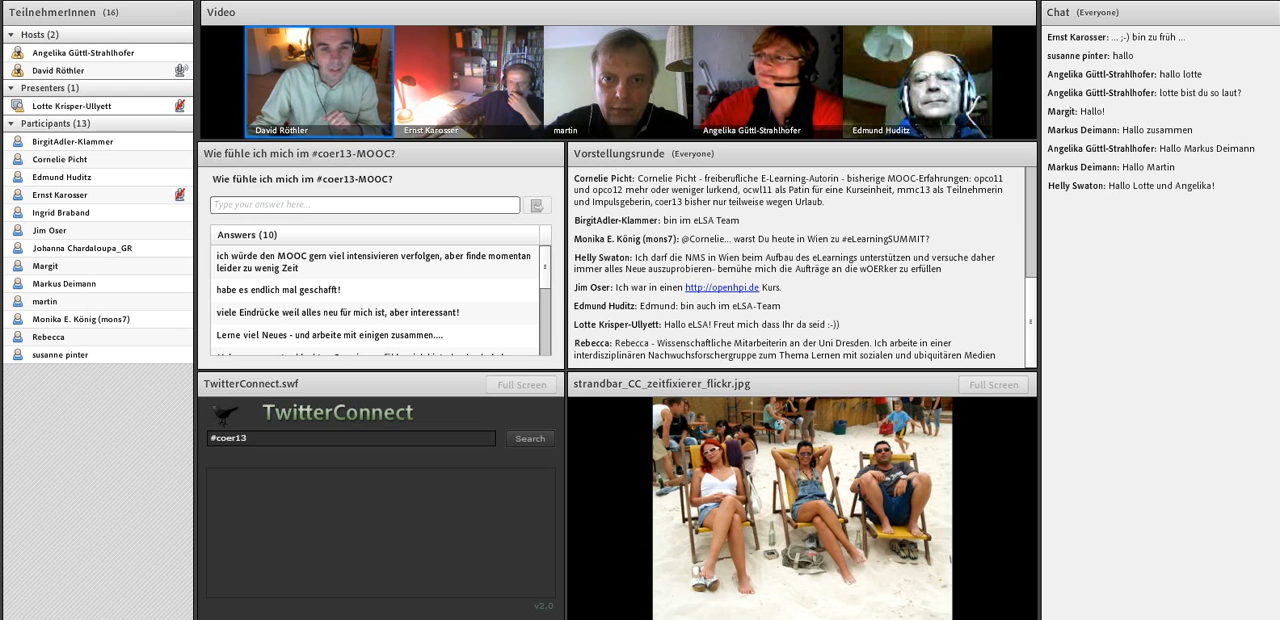 TeilnehmerInnen (16)
Hosts (2)
Angelika Güttl-Strahlhofer
David Röthler
Presenters (1)
Lotte Krisper-Ullyett
Participants (13)
BirgitAdler-Klammer
Cornelie Picht
Edmund Huditz
Ernst Karosser
Ingrid Braband
Jim Oser
Johanna Chardaloupa_GR
Margit
Markus Deimann
martin
Monika E. König (mons7)
Rebecca
susanne pinter
Video
David Röthler
Ernst Karosser
martin
Angelika Güttl-Strahlhofer
Edmund Huditz
Wie fühle ich mich im #coer13-MOOC?
Wie fühle ich mich im #coer13-MOOC?
Type your answer here...
Answers (10)
ich würde den MOOC gern viel intensivieren verfolgen, aber finde momentan
leider zu wenig Zeit
habe es endlich mal geschafft!
viele Eindrücke weil alles neu für mich ist, aber interessant!
Lerne viel Neues - und arbeite mit einigen zusammen....
Vorstellungsrunde (Everyone)
Cornelie Picht: Cornelie Picht - freiberufliche E-Learning-Autorin - bisherige MOOC-Erfahrungen: opco11
und opco12 mehr oder weniger lurkend, ocwl11 als Patin für eine Kurseinheit, mmc13 als Teilnehmerin
und Impulsgeberin, coer13 bisher nur teilweise wegen Urlaub.
BirgitAdler-Klammer: bin im eLSA Team
Monika E. König (mons7): @Cornelie... warst Du heute in Wien zu #eLearningSUMMIT?
Helly Swaton: Ich darf die NMS in Wien beim Aufbau des eLearnings unterstützen und versuche daher
immer alles Neue auszuprobieren- bemühe mich die Aufträge an die wOERker zu erfüllen
Jim Oser: Ich war in einen http://openhpi.de Kurs.
Edmund Huditz: Edmund: bin auch im eLSA-Team
Lotte Krisper-Ullyett: Hallo eLSA! Freut mich dass Ihr da seid :-))
Rebecca: Rebecca - Wissenschaftliche Mitarbeiterin an der Uni Dresden. Ich arbeite in einer
interdisziplinären Nachwuchsforschergruppe zum Thema Lernen mit sozialen und ubiquitären Medien
TwitterConnect.swf
Full Screen
TwitterConnect
#coer13
Search
v2.0
strandbar_CC_zeitfixierer_flickr.jpg
Full Screen
Chat (Everyone)
Ernst Karosser: ... ;-) bin zu früh ...
susanne pinter: hallo
Angelika Güttl-Strahlhofer: hallo lotte
Angelika Güttl-Strahlhofer: lotte bist du so laut?
Margit: Hallo!
Markus Deimann: Hallo zusammen
Angelika Güttl-Strahlhofer: Hallo Markus Deimann
Markus Deimann: Hallo Martin
Helly Swaton: Hallo Lotte und Angelika!